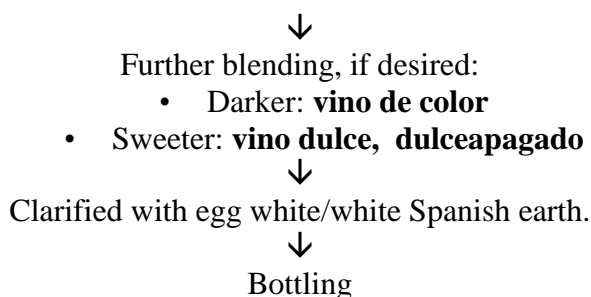 ↓
Further blending, if desired:
• Darker: vino de color
• Sweeter: vino dulce, dulceapagado
↓
Clarified with egg white/white Spanish earth.
↓
Bottling